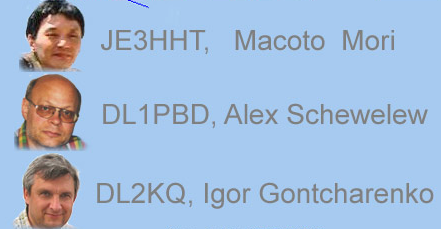 JE3HHT, Macoto Mori
DL1PBD, Alex Schewelew
DL2KQ, Igor Gontcharenko